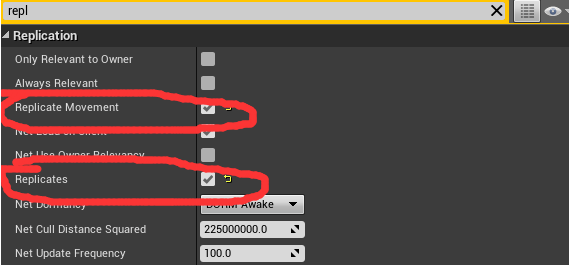 repl
Replication
Only Relevant to Owner
Always Relevant
Replicate Movement
Net Load on Client
Net Use Owner Relevancy
Replicates
Net Dormancy DORM Awake
Net Cull Distance Squared 225000000.0
Net Update Frequency 100.0